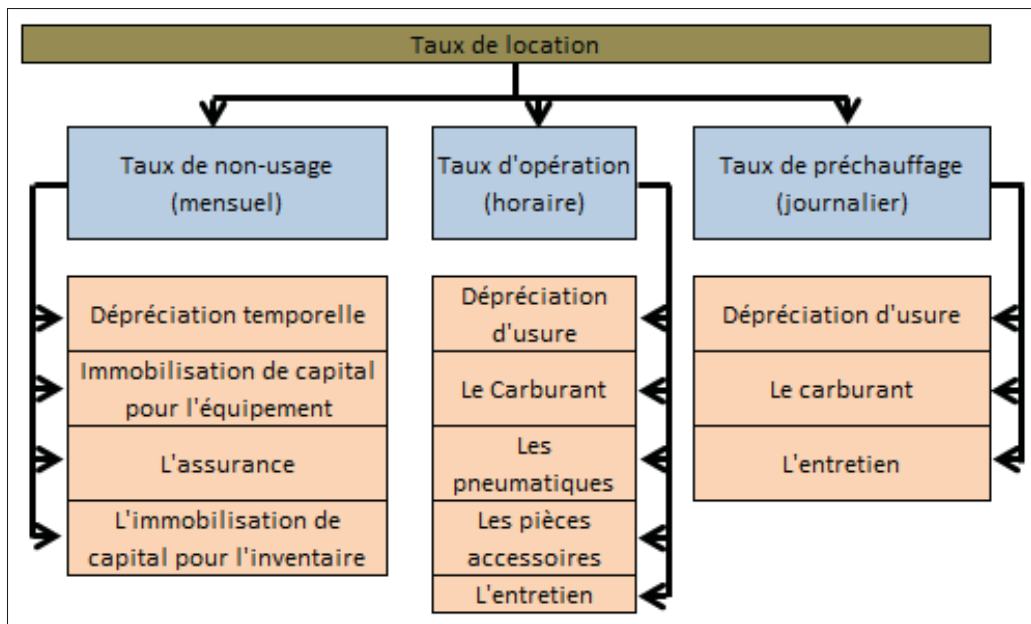 Taux de location
Taux de non-usage
(mensuel)
Dépréciation temporelle
Immobilisation de capital
pour l'équipement
L'assurance
L'immobilisation de
capital pour l'inventaire
Taux d'opération
(horaire)
Dépréciation
d'usure
Le Carburant
Les
pneumatiques
Les pièces
accessoires
L'entretien
Taux de préchauffage
(journalier)
Dépréciation d'usure
Le carburant
L'entretien